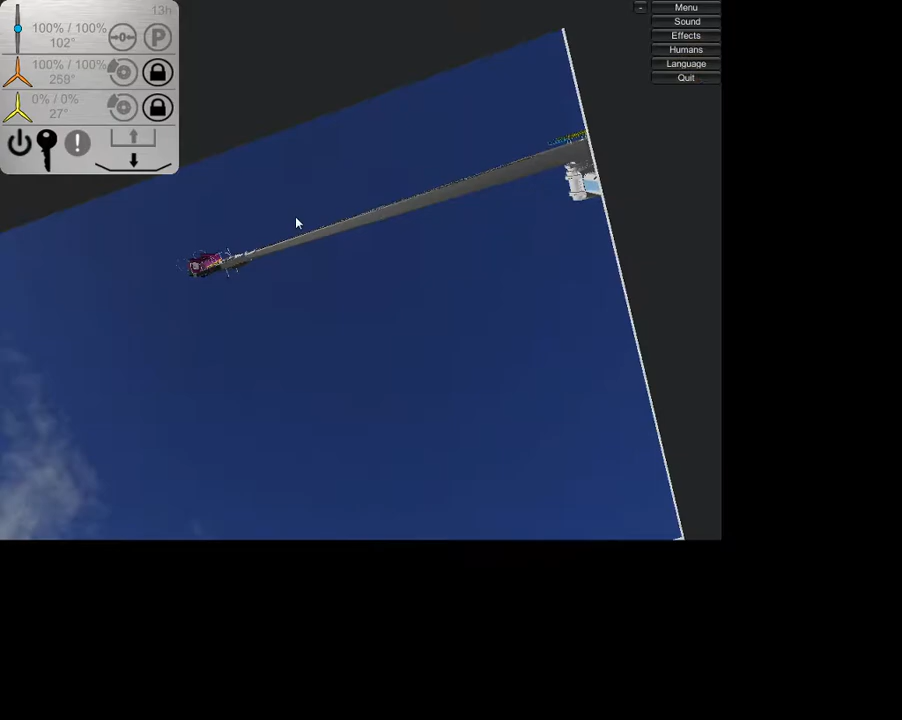 13h
100% / 100%
102°
P
100% / 100%
258°
0% / 0%
27°
!
-
Menu
Sound
Effects
Humans
Language
Quit